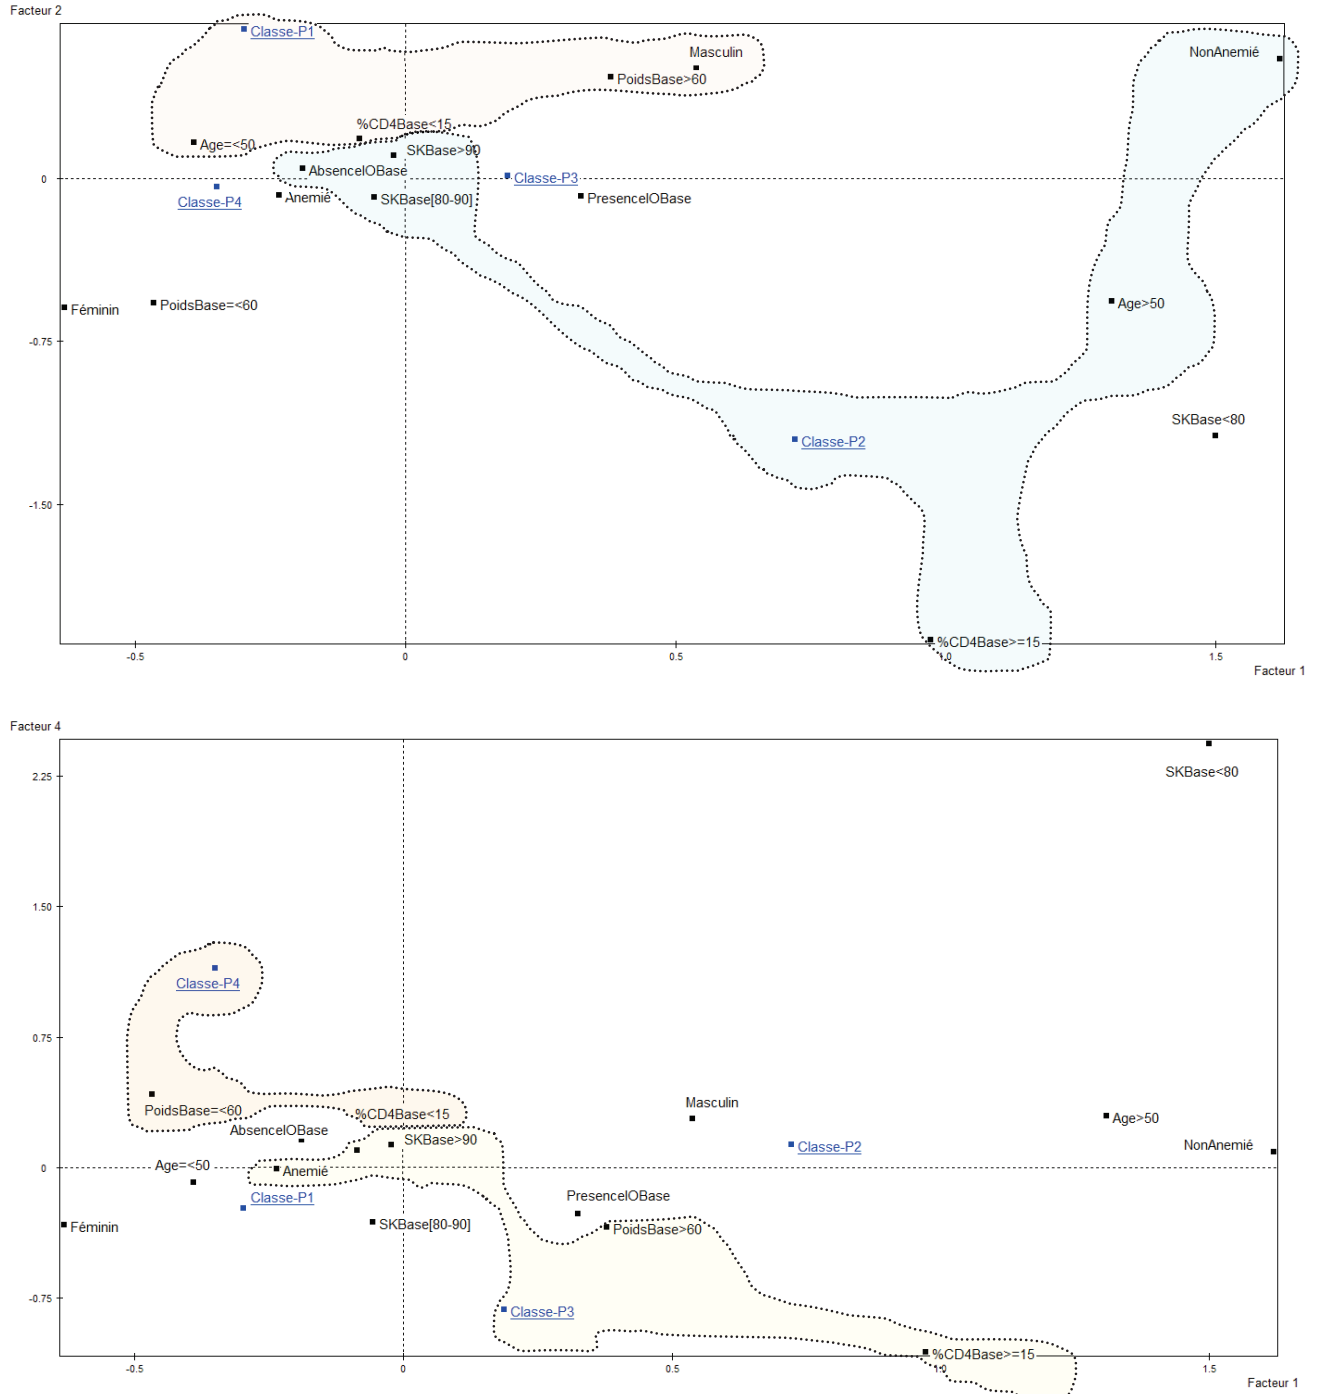 Facteur 2
Classe-P1
Masculin
NonAnemié
PoidsBase>60
%CD4Base<15
Age=<50
SKBase>90
AbsenceIOBase
0
Classe-P3
Classe-P4
Anemié
SKBase[80-90]
PresenceIOBase
Féminin
PoidsBase=<60
Age>50
-0.75
SKBase<80
Classe-P2
-1.50
%CD4Base>=15
-0.5
0
0.5
1.0
1.5
Facteur 1
Facteur 4
2.25
SKBase<80
1.50
Classe-P4
0.75
PoidsBase=<60
%CD4Base<15
Masculin
Age>50
AbsenceIOBase
SKBase>90
Classe-P2
NonAnemié
Age=<50
0
Anemié
Classe-P1
PresenceIOBase
Féminin
SKBase[80-90]
PoidsBase>60
-0.75
Classe-P3
%CD4Base>=15
-0.5
0
0.5
1.0
1.5
Facteur 1